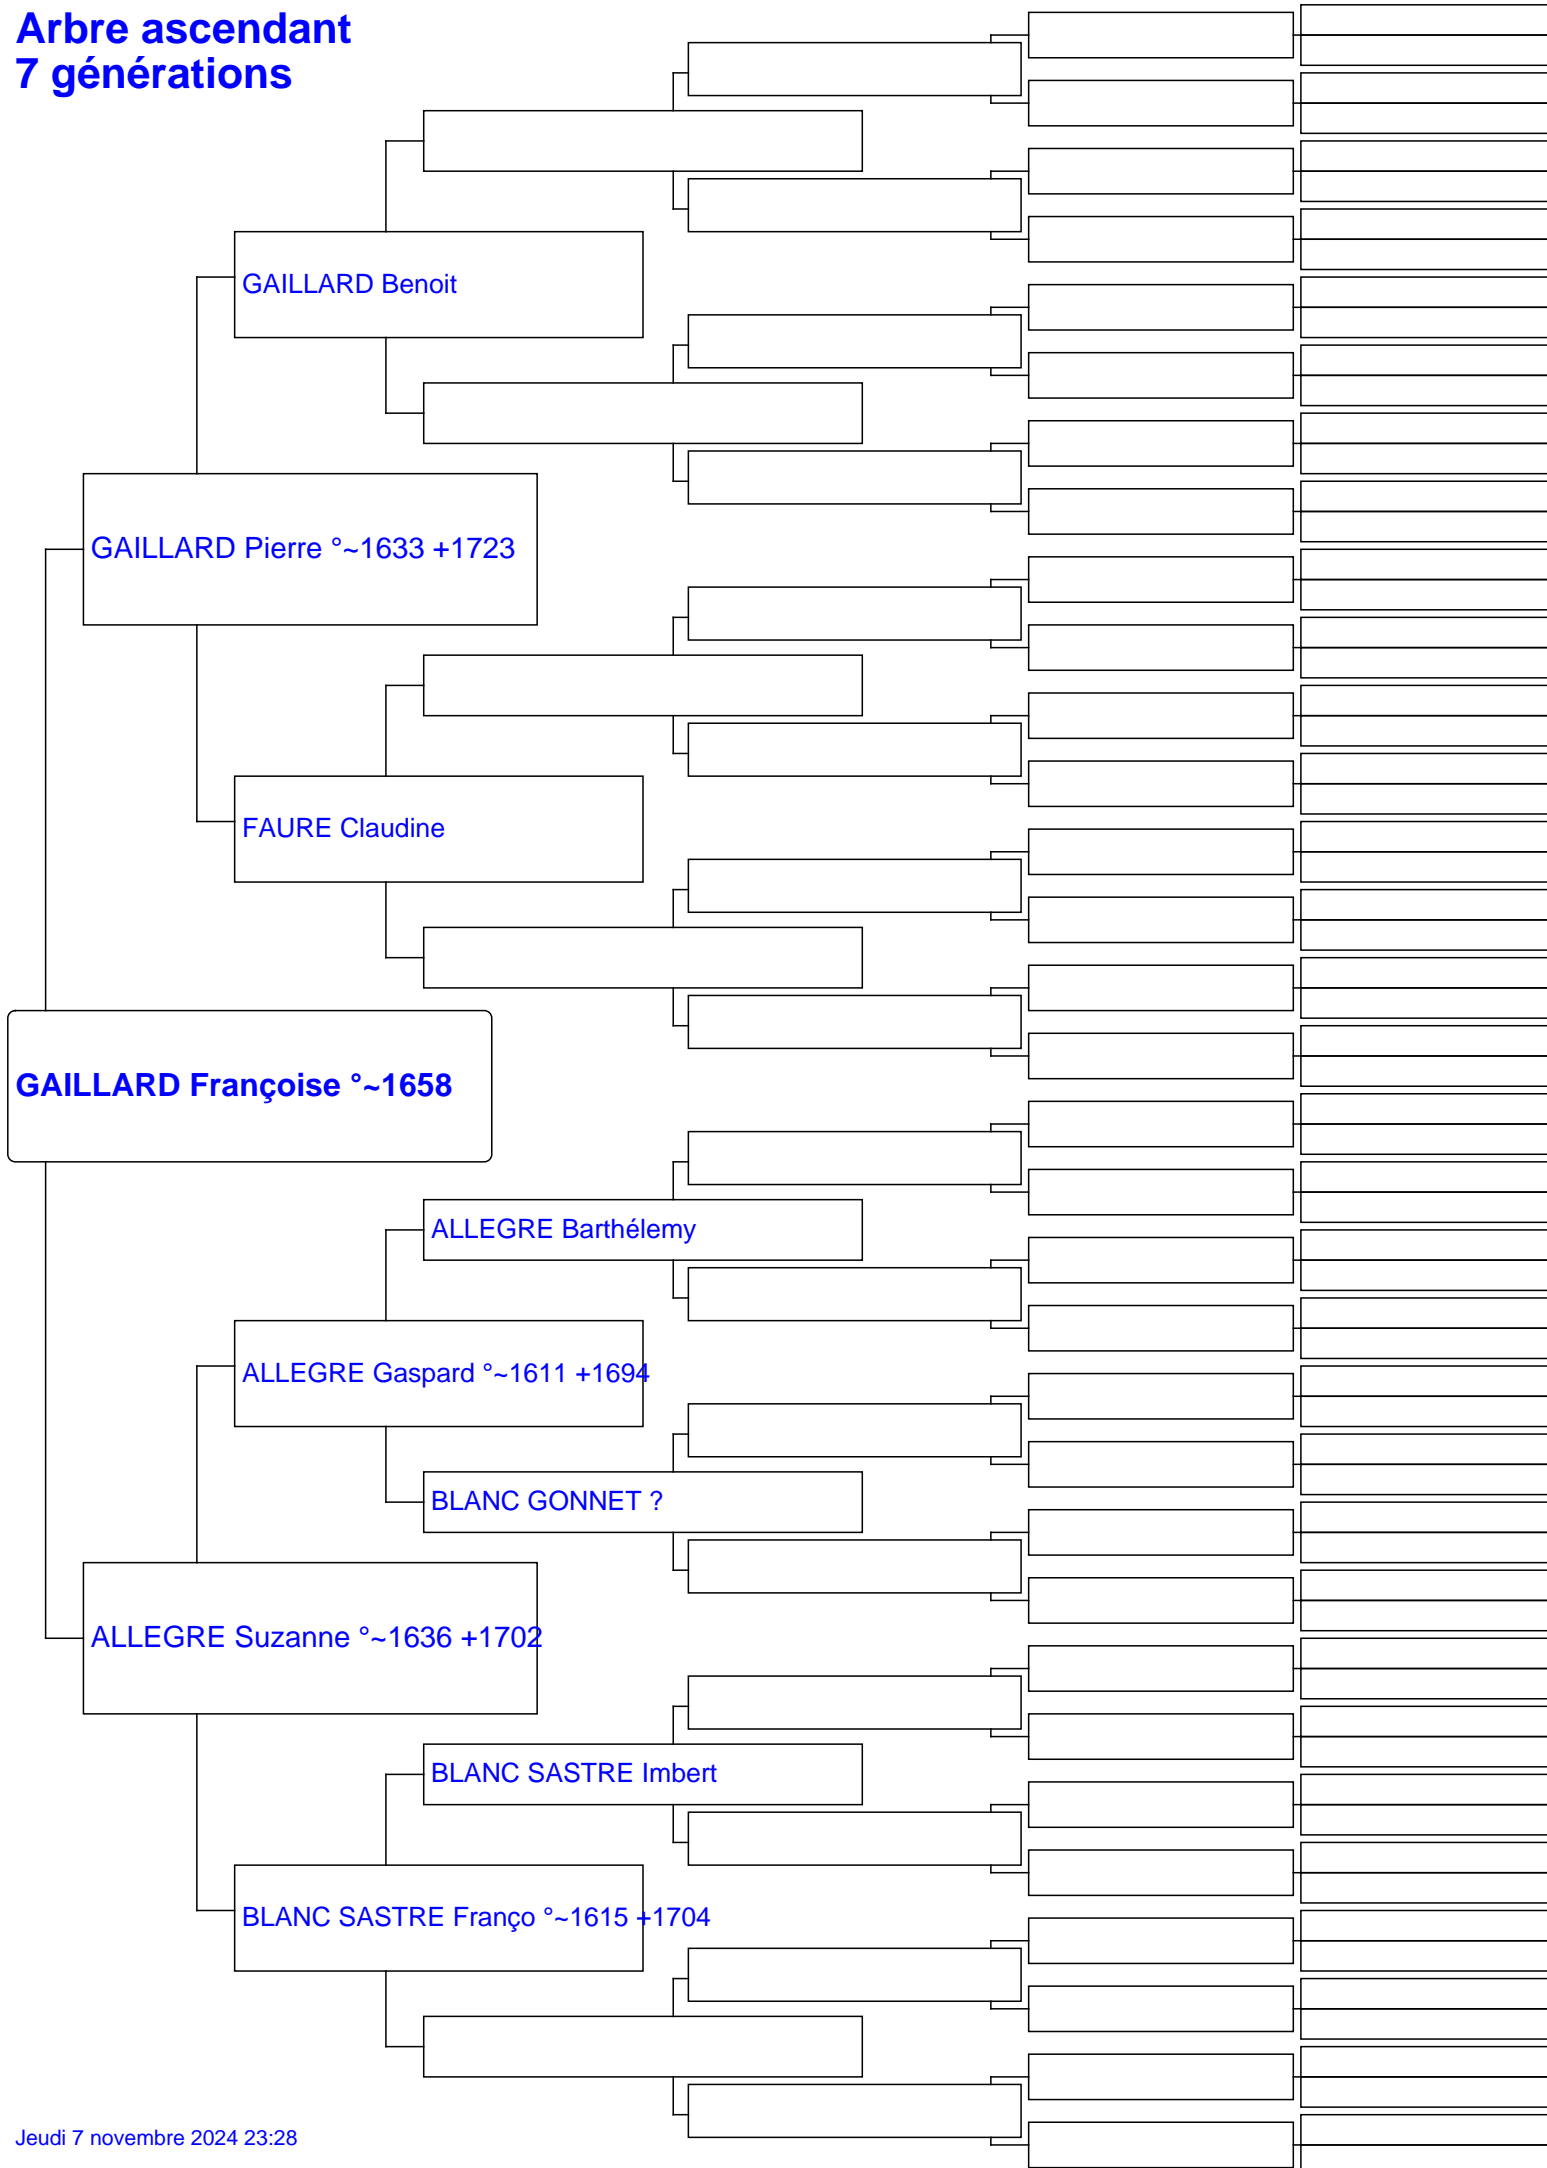 Arbre ascendant
7 générations
GAILLARD Benoit
GAILLARD Pierre °~1633 +1723
FAURE Claudine
GAILLARD Françoise °~1658
ALLEGRE Barthélemy
ALLEGRE Gaspard °~1611 +1694
BLANC GONNET ?
ALLEGRE Suzanne °~1636 +1702
BLANC SASTRE Imbert
BLANC SASTRE Franço °~1615 +1704
Jeudi 7 novembre 2024 23:28